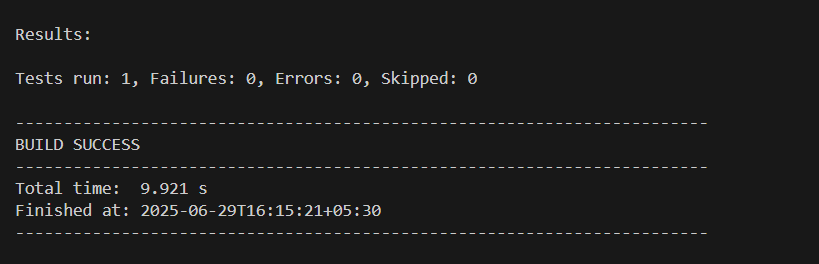 Results:
Tests run: 1, Failures: 0, Errors: 0, Skipped: 0
------------------------------------------------------------------------
BUILD SUCCESS
------------------------------------------------------------------------
Total time:  9.921 s
Finished at: 2025-06-29T16:15:21+05:30
------------------------------------------------------------------------